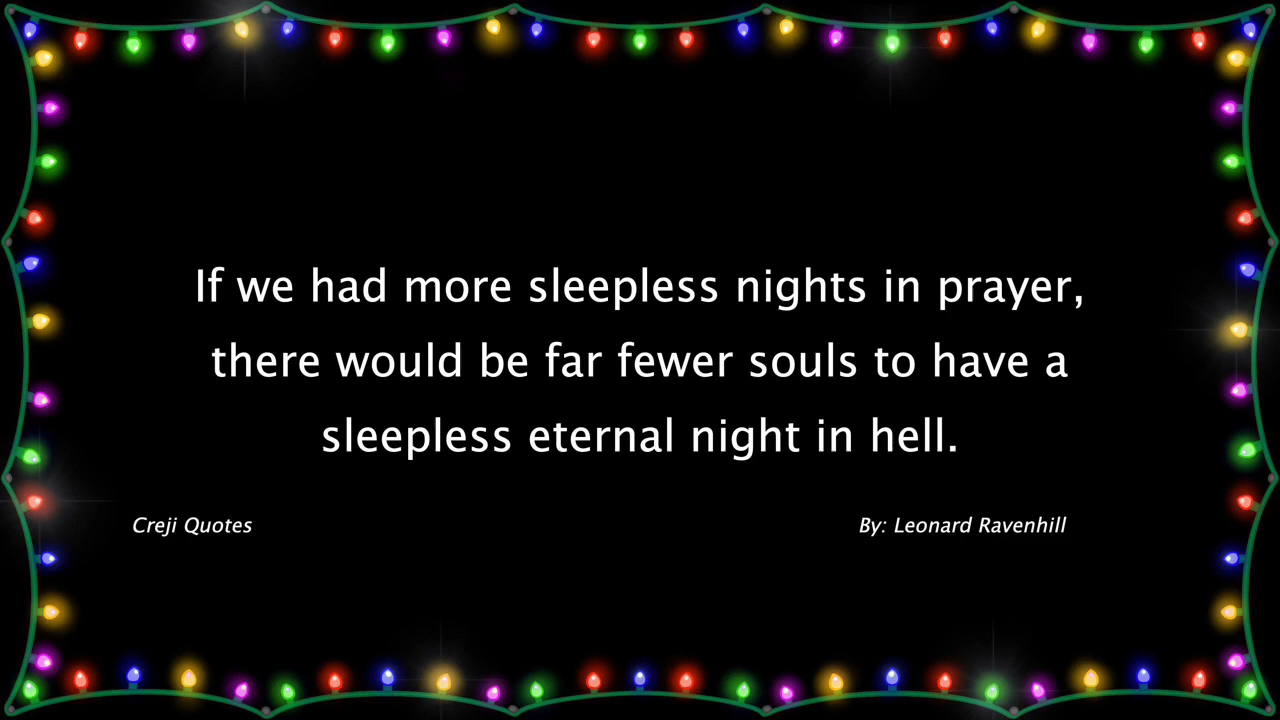 If we had more sleepless nights in prayer,
there would be far fewer souls to have a
sleepless eternal night in hell.
Creji Quotes
By: Leonard Ravenhill